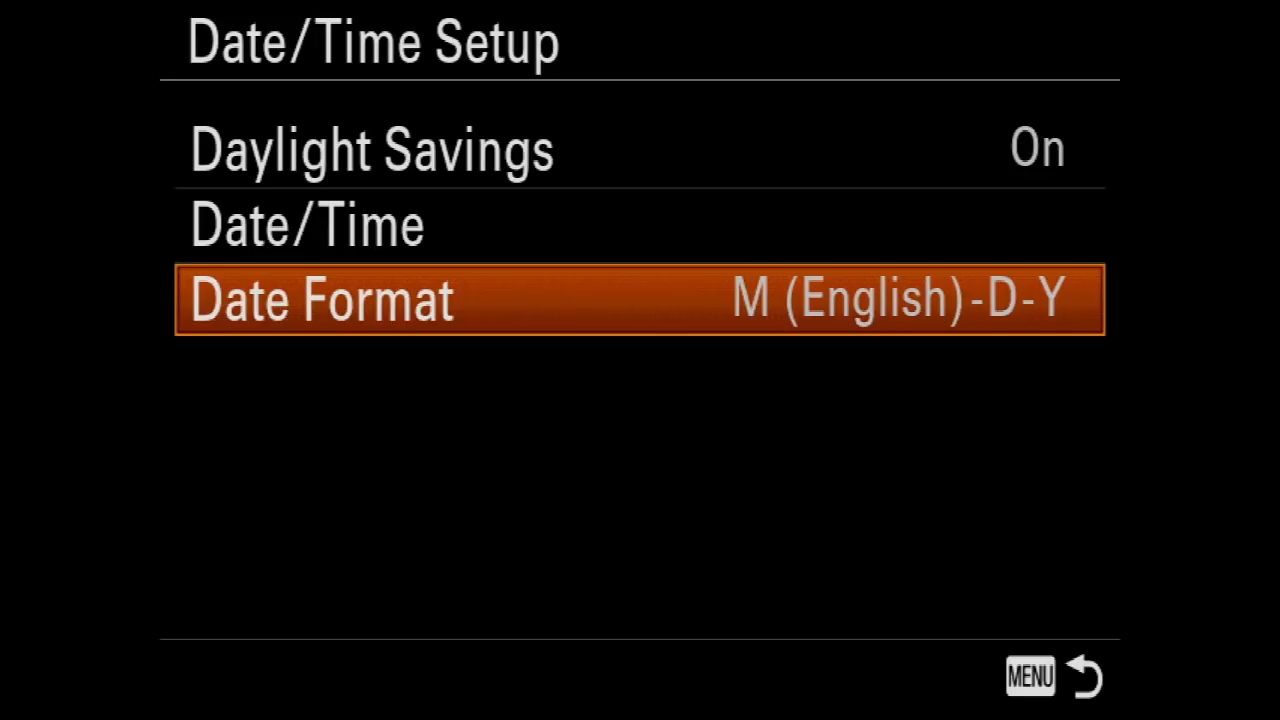 Date/Time Setup
Daylight Savings On
Date/Time
Date Format M (English)-D-Y
MENU